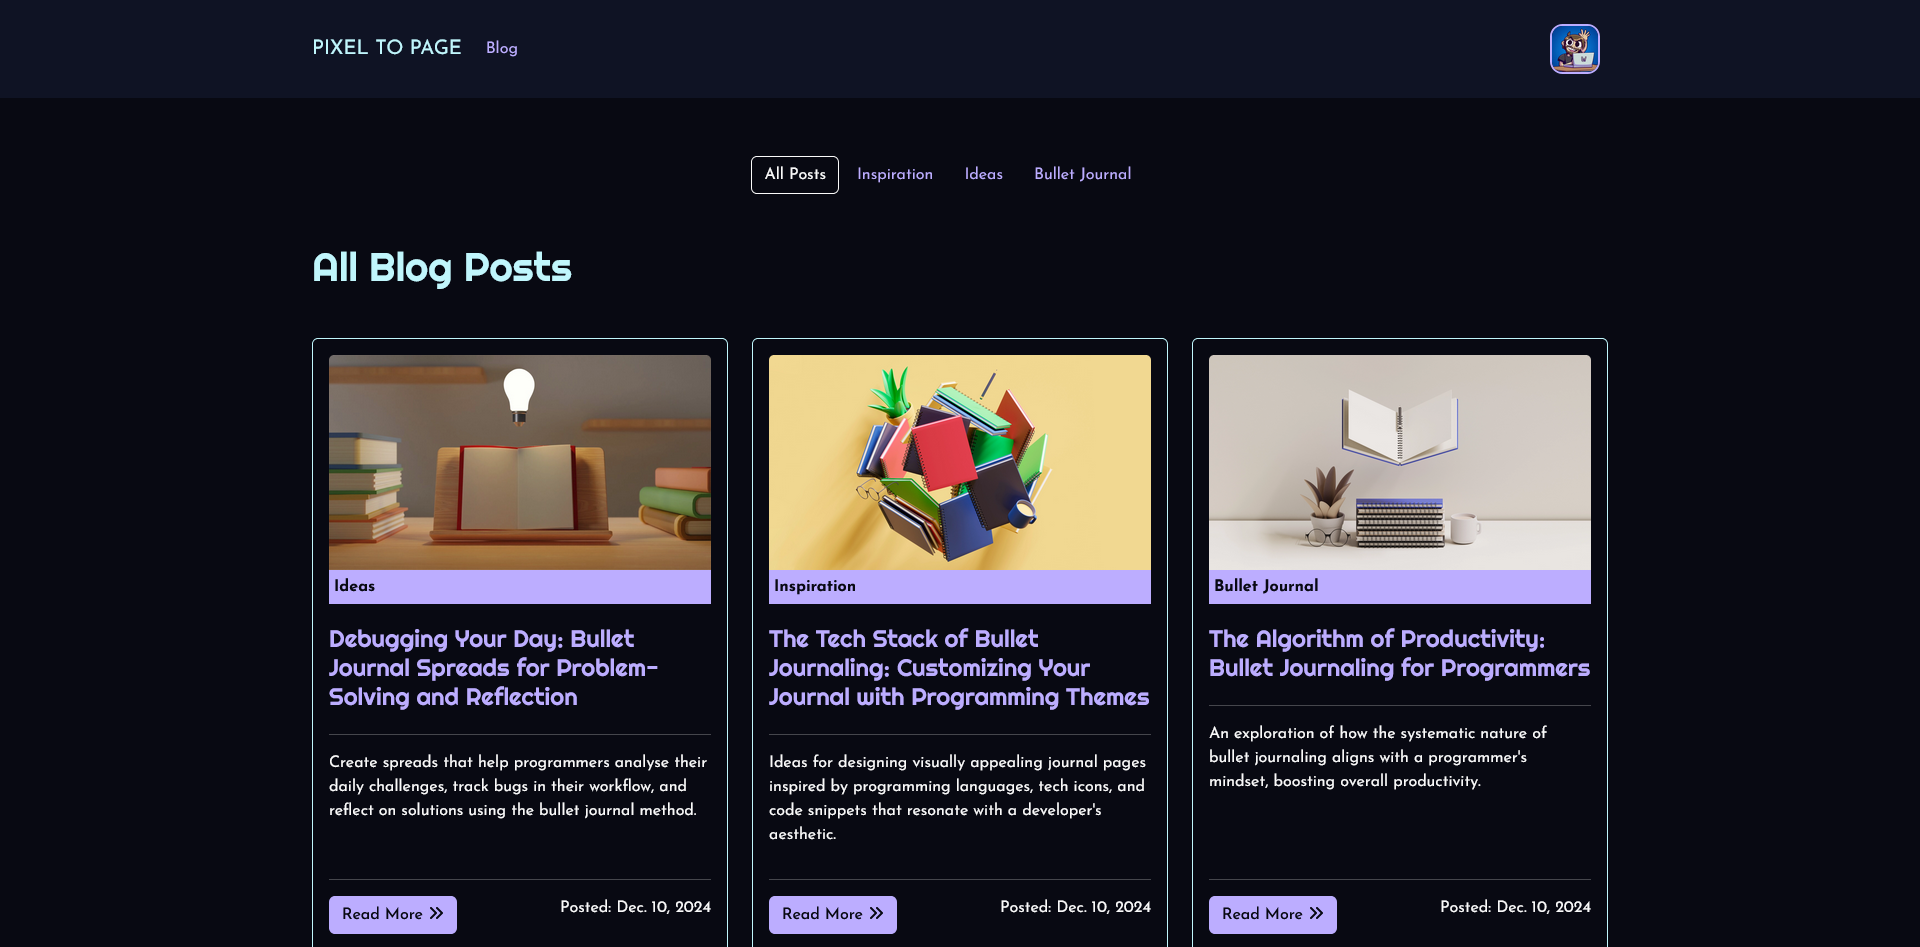 PIXEL TO PAGE Blog
All Posts Inspiration Ideas Bullet Journal
All Blog Posts
Ideas
Debugging Your Day: Bullet
Journal Spreads for Problem-
Solving and Reflection
Create spreads that help programmers analyse their
daily challenges, track bugs in their workflow, and
reflect on solutions using the bullet journal method.
Read More
Posted: Dec. 10, 2024
Inspiration
The Tech Stack of Bullet
Journaling: Customizing Your
Journal with Programming Themes
Ideas for designing visually appealing journal pages
inspired by programming languages, tech icons, and
code snippets that resonate with a developer's
aesthetic.
Read More
Posted: Dec. 10, 2024
Bullet Journal
The Algorithm of Productivity:
Bullet Journaling for Programmers
An exploration of how the systematic nature of
bullet journaling aligns with a programmer's
mindset, boosting overall productivity.
Read More
Posted: Dec. 10, 2024